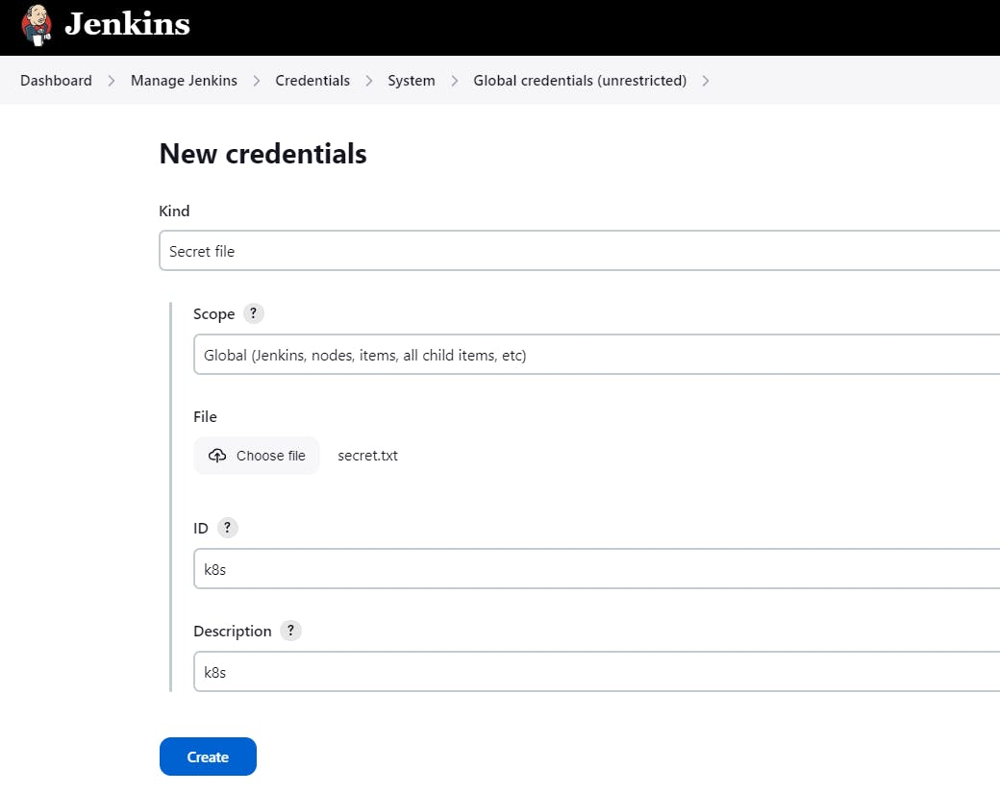 Jenkins
Dashboard > Manage Jenkins > Credentials > System > Global credentials (unrestricted) >
New credentials
Kind
Secret file
Scope ?
Global (Jenkins, nodes, items, all child items, etc)
File
Choose file secret.txt
ID ?
k8s
Description ?
k8s
Create